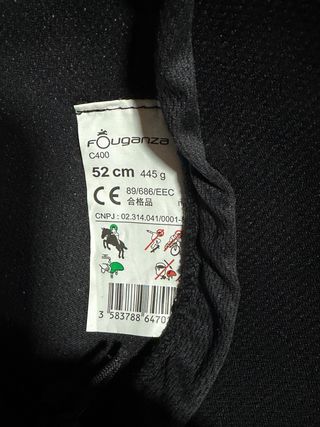 FOuganza
C400
52 cm 445 g
CE 89/686/EEC
合格品
CNPJ : 02.314.041/0001-
3 583788 6470